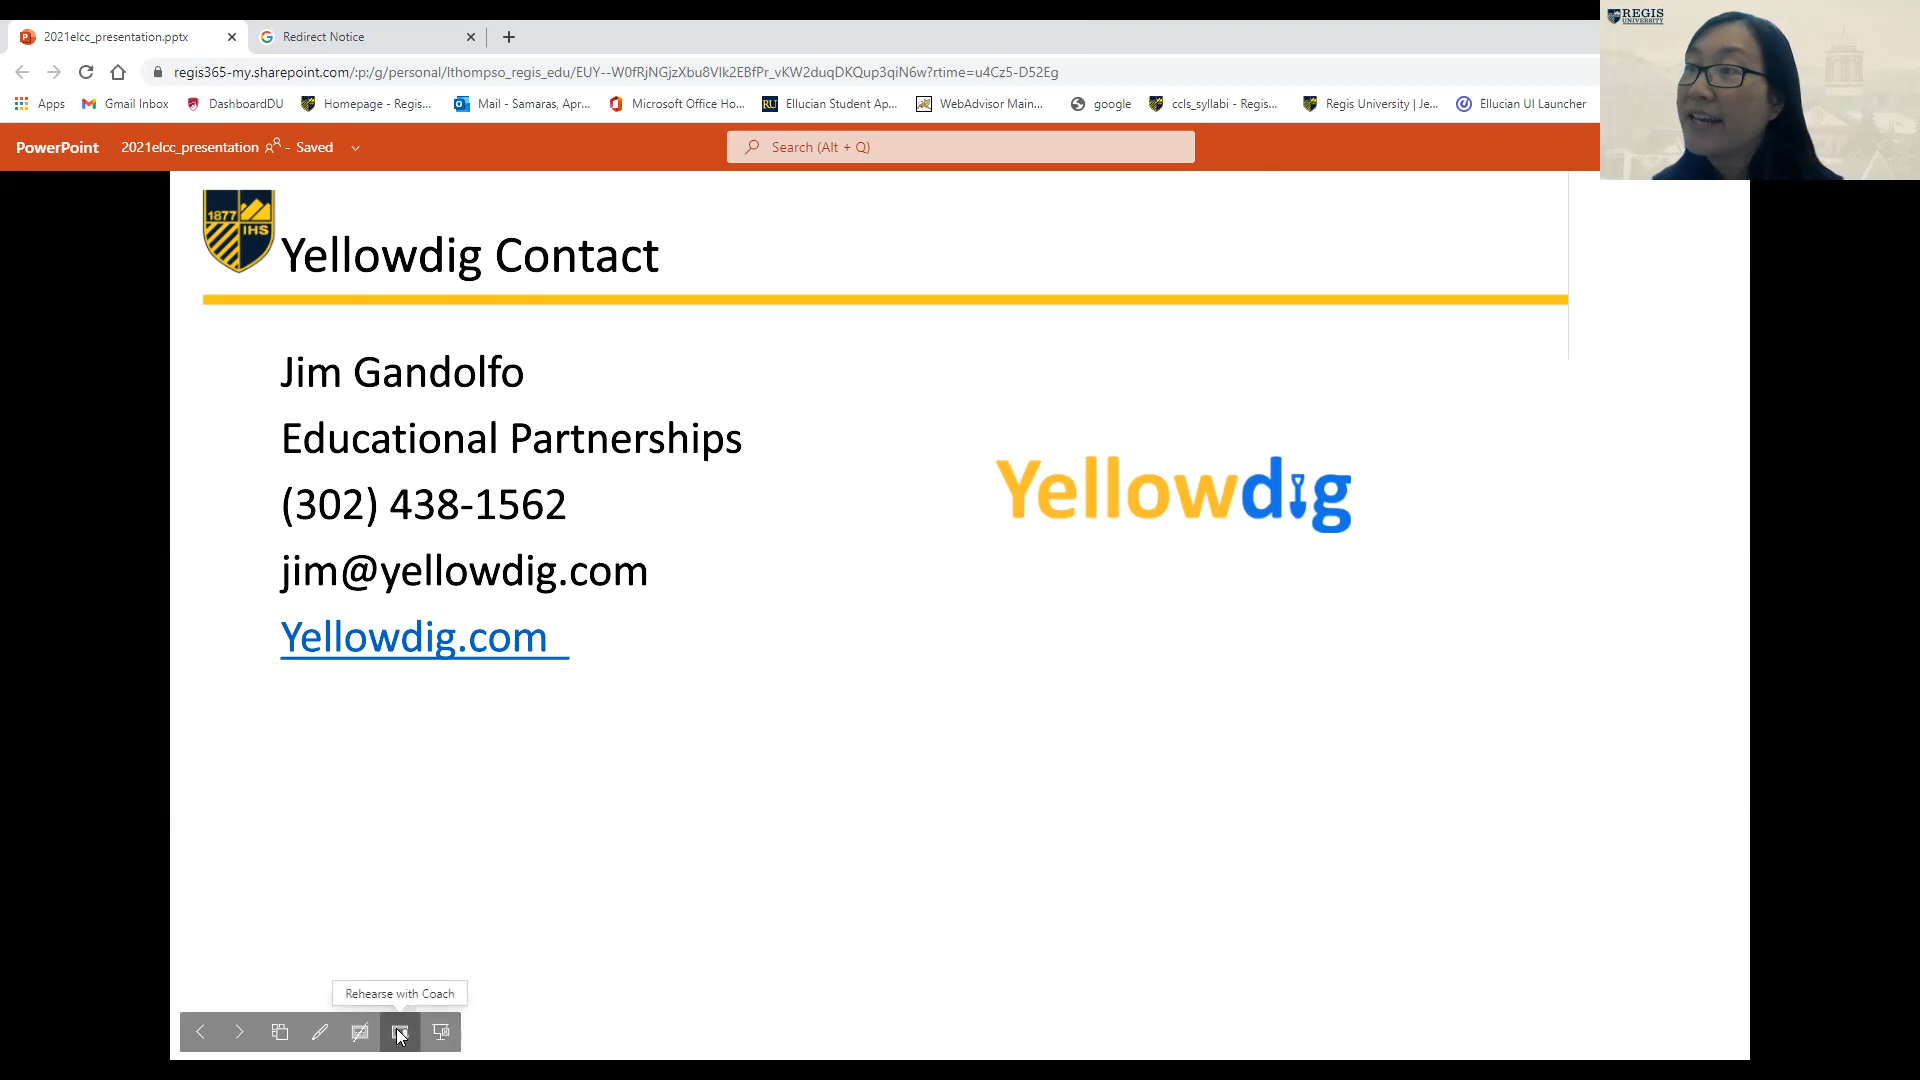 2021elcc_presentation.pptx
Redirect Notice
regis365-my.sharepoint.com/:p:/g/personal/lthompso_regis_edu/EUY--W0fRjNGjzXbu8Vlk2EBfPr_vKW2duqDKQup3qiN6w?rtime=u4Cz5-D52Eg
Apps Gmail Inbox DashboardDU Homepage - Regis... Mail - Samaras, Apr... Microsoft Office Ho... RU Ellucian Student Ap... WebAdvisor Main... google ccls_syllabi - Regis... Regis University | Je... Ellucian UI Launcher
PowerPoint 2021elcc_presentation - Saved
Search (Alt + Q)
REGIS
UNIVERSITY
1877
IHS
Yellowdig Contact
Jim Gandolfo
Educational Partnerships
(302) 438-1562
jim@yellowdig.com
Yellowdig.com
Yellowdig
Rehearse with Coach